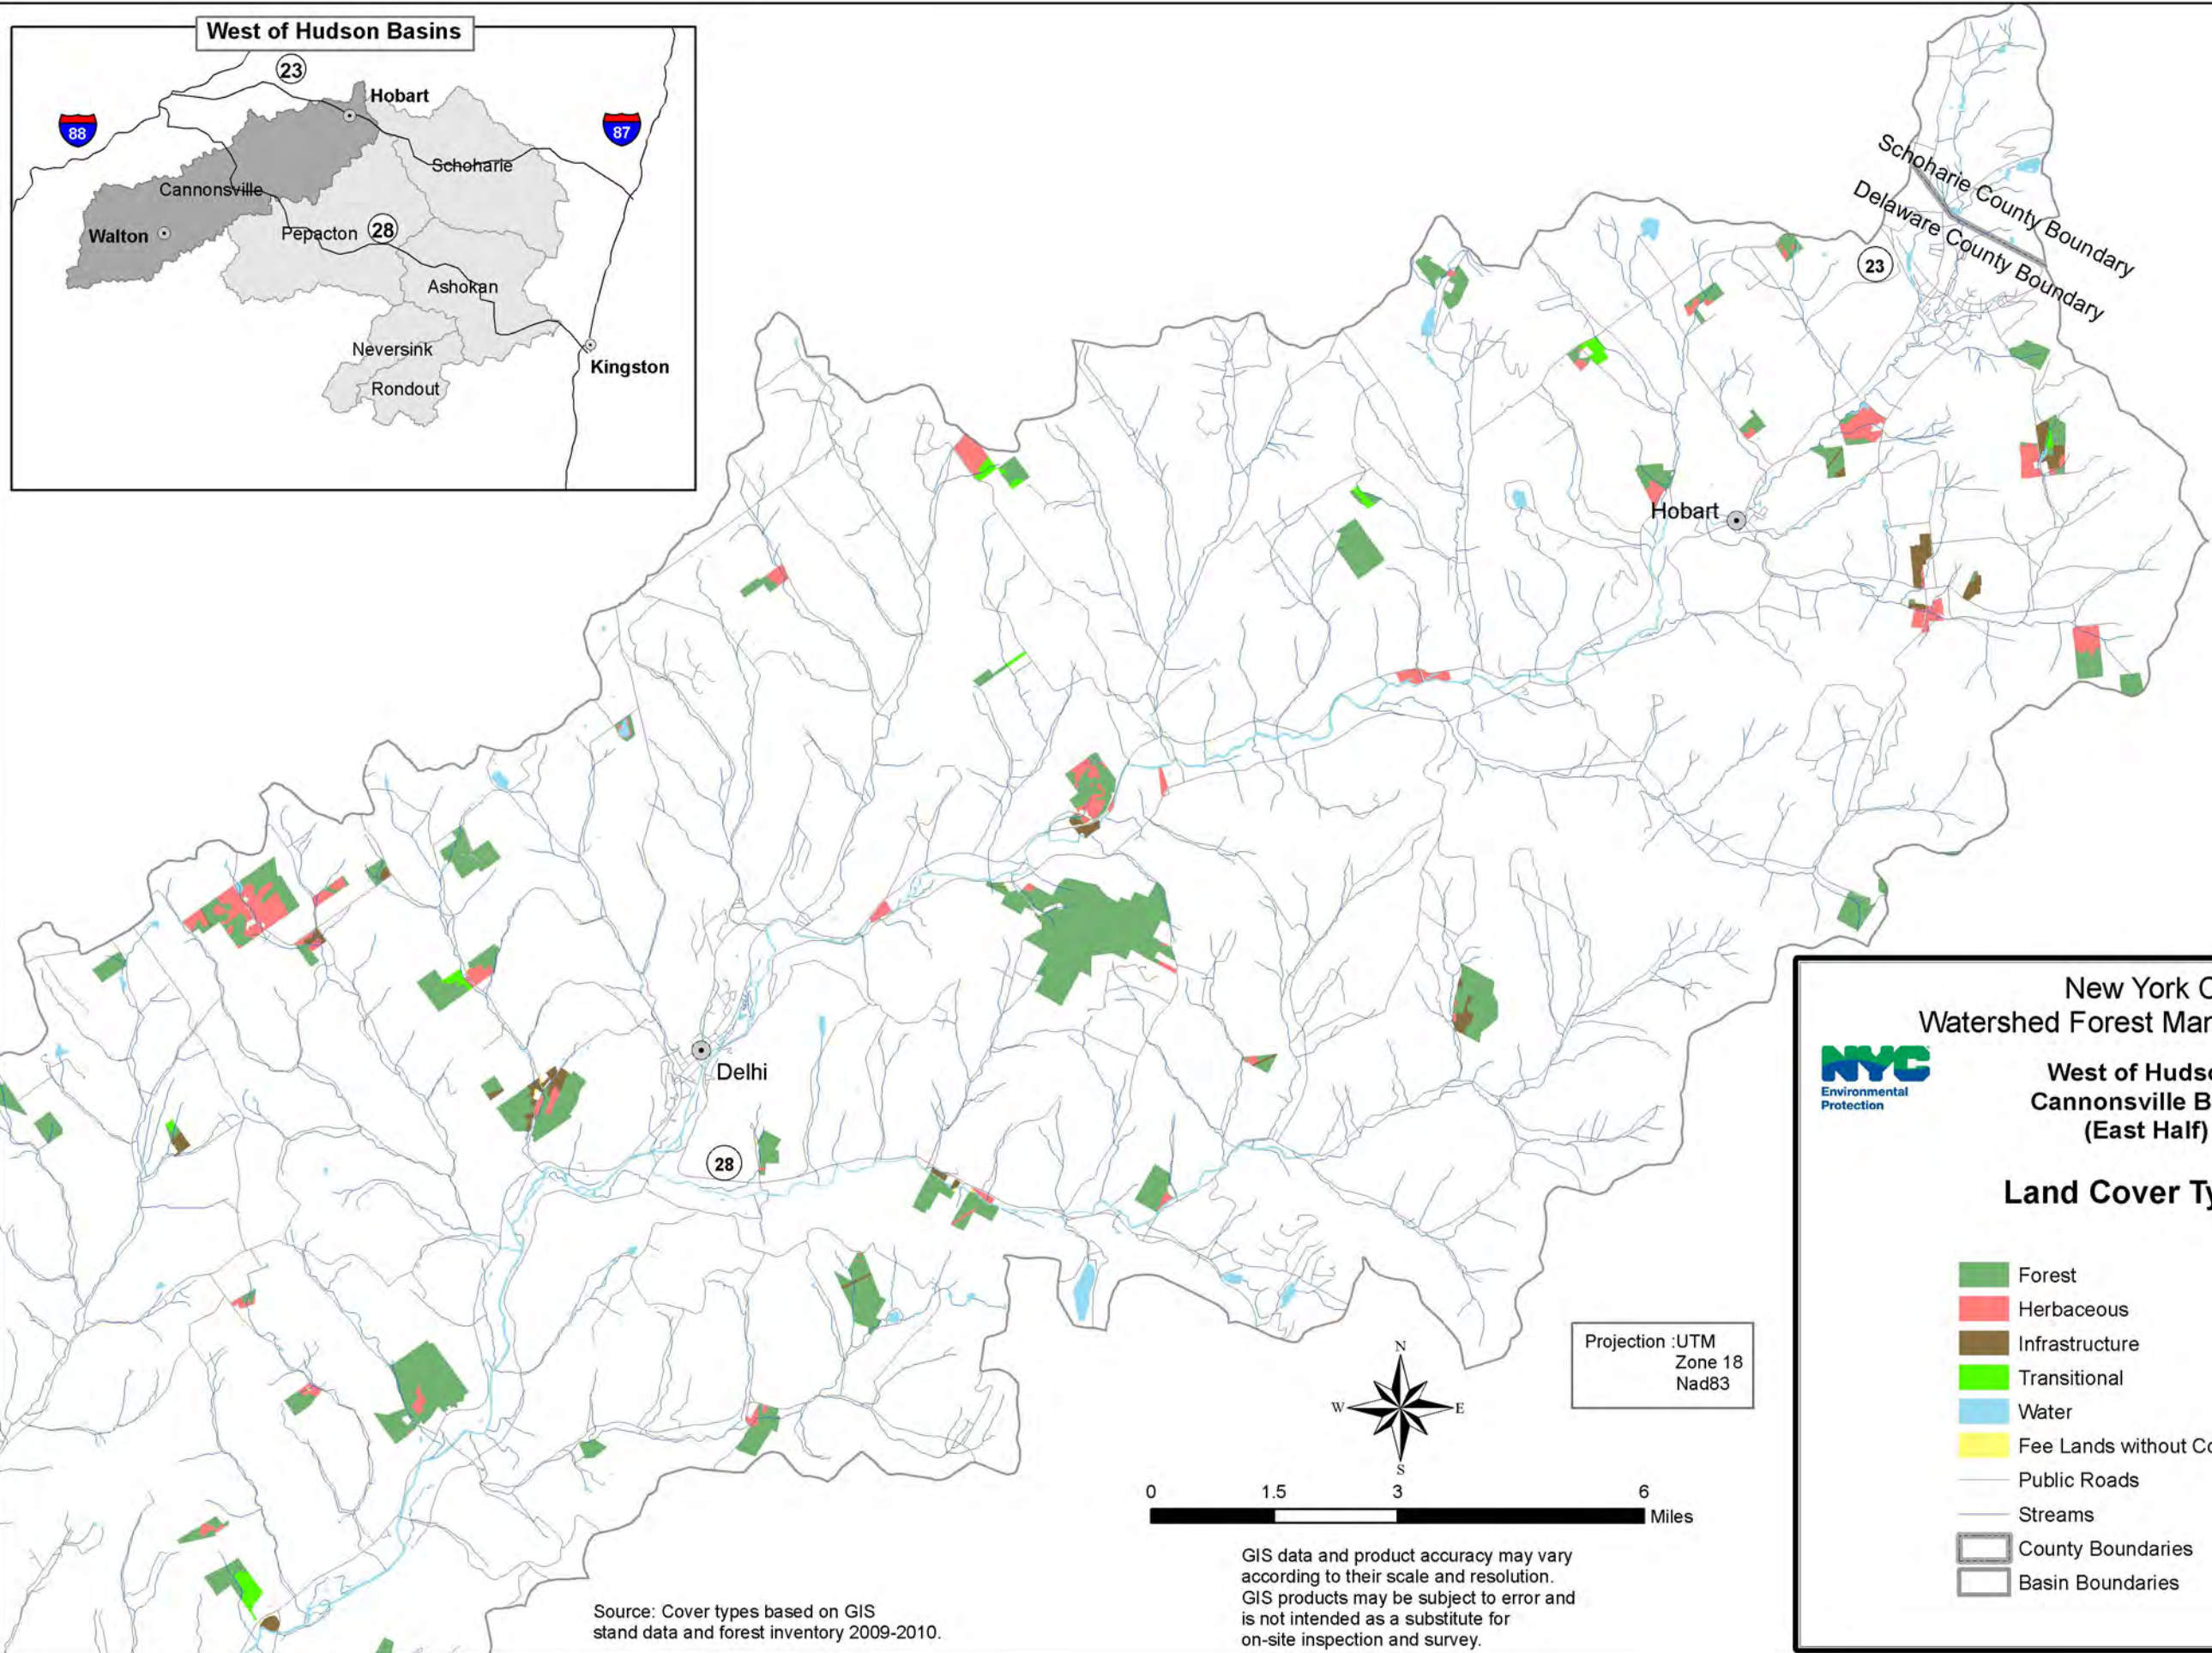 West of Hudson Basins
23
Hobart
88
87
Schoharie
Cannonsville
Walton
Pepacton
28
Ashokan
Neversink
Kingston
Rondout
Schoharie County Boundary
Delaware County Boundary
23
Hobart
Delhi
28
Projection :UTM
Zone 18
Nad83
N
W
E
S
0 1.5 3 6
Miles
GIS data and product accuracy may vary
according to their scale and resolution.
GIS products may be subject to error and
is not intended as a substitute for
on-site inspection and survey.
Source: Cover types based on GIS
stand data and forest inventory 2009-2010.
New York C
Watershed Forest Mar
NYC
Environmental
Protection
West of Hudso
Cannonsville B
(East Half)
Land Cover Ty
Forest
Herbaceous
Infrastructure
Transitional
Water
Fee Lands without Co
Public Roads
Streams
County Boundaries
Basin Boundaries